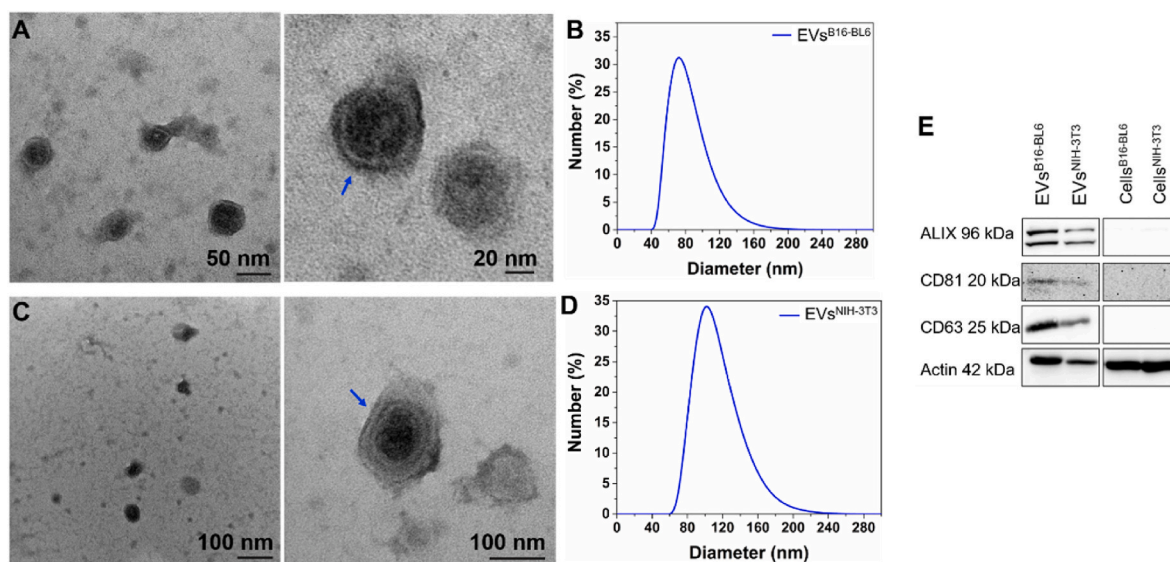 A
50 nm
20 nm
B
EVsB16-BL6
Number (%)
35
30
25
20
15
10
5
0
0 40 80 120 160 200 240 280
Diameter (nm)
C
100 nm
100 nm
D
EVsNIH-3T3
Number (%)
35
30
25
20
15
10
5
0
0 40 80 120 160 200 240 280
Diameter (nm)
E
EVsB16-BL6
EVsNIH-3T3
CellsB16-BL6
CellsNIH-3T3
ALIX 96 kDa
CD81 20 kDa
CD63 25 kDa
Actin 42 kDa